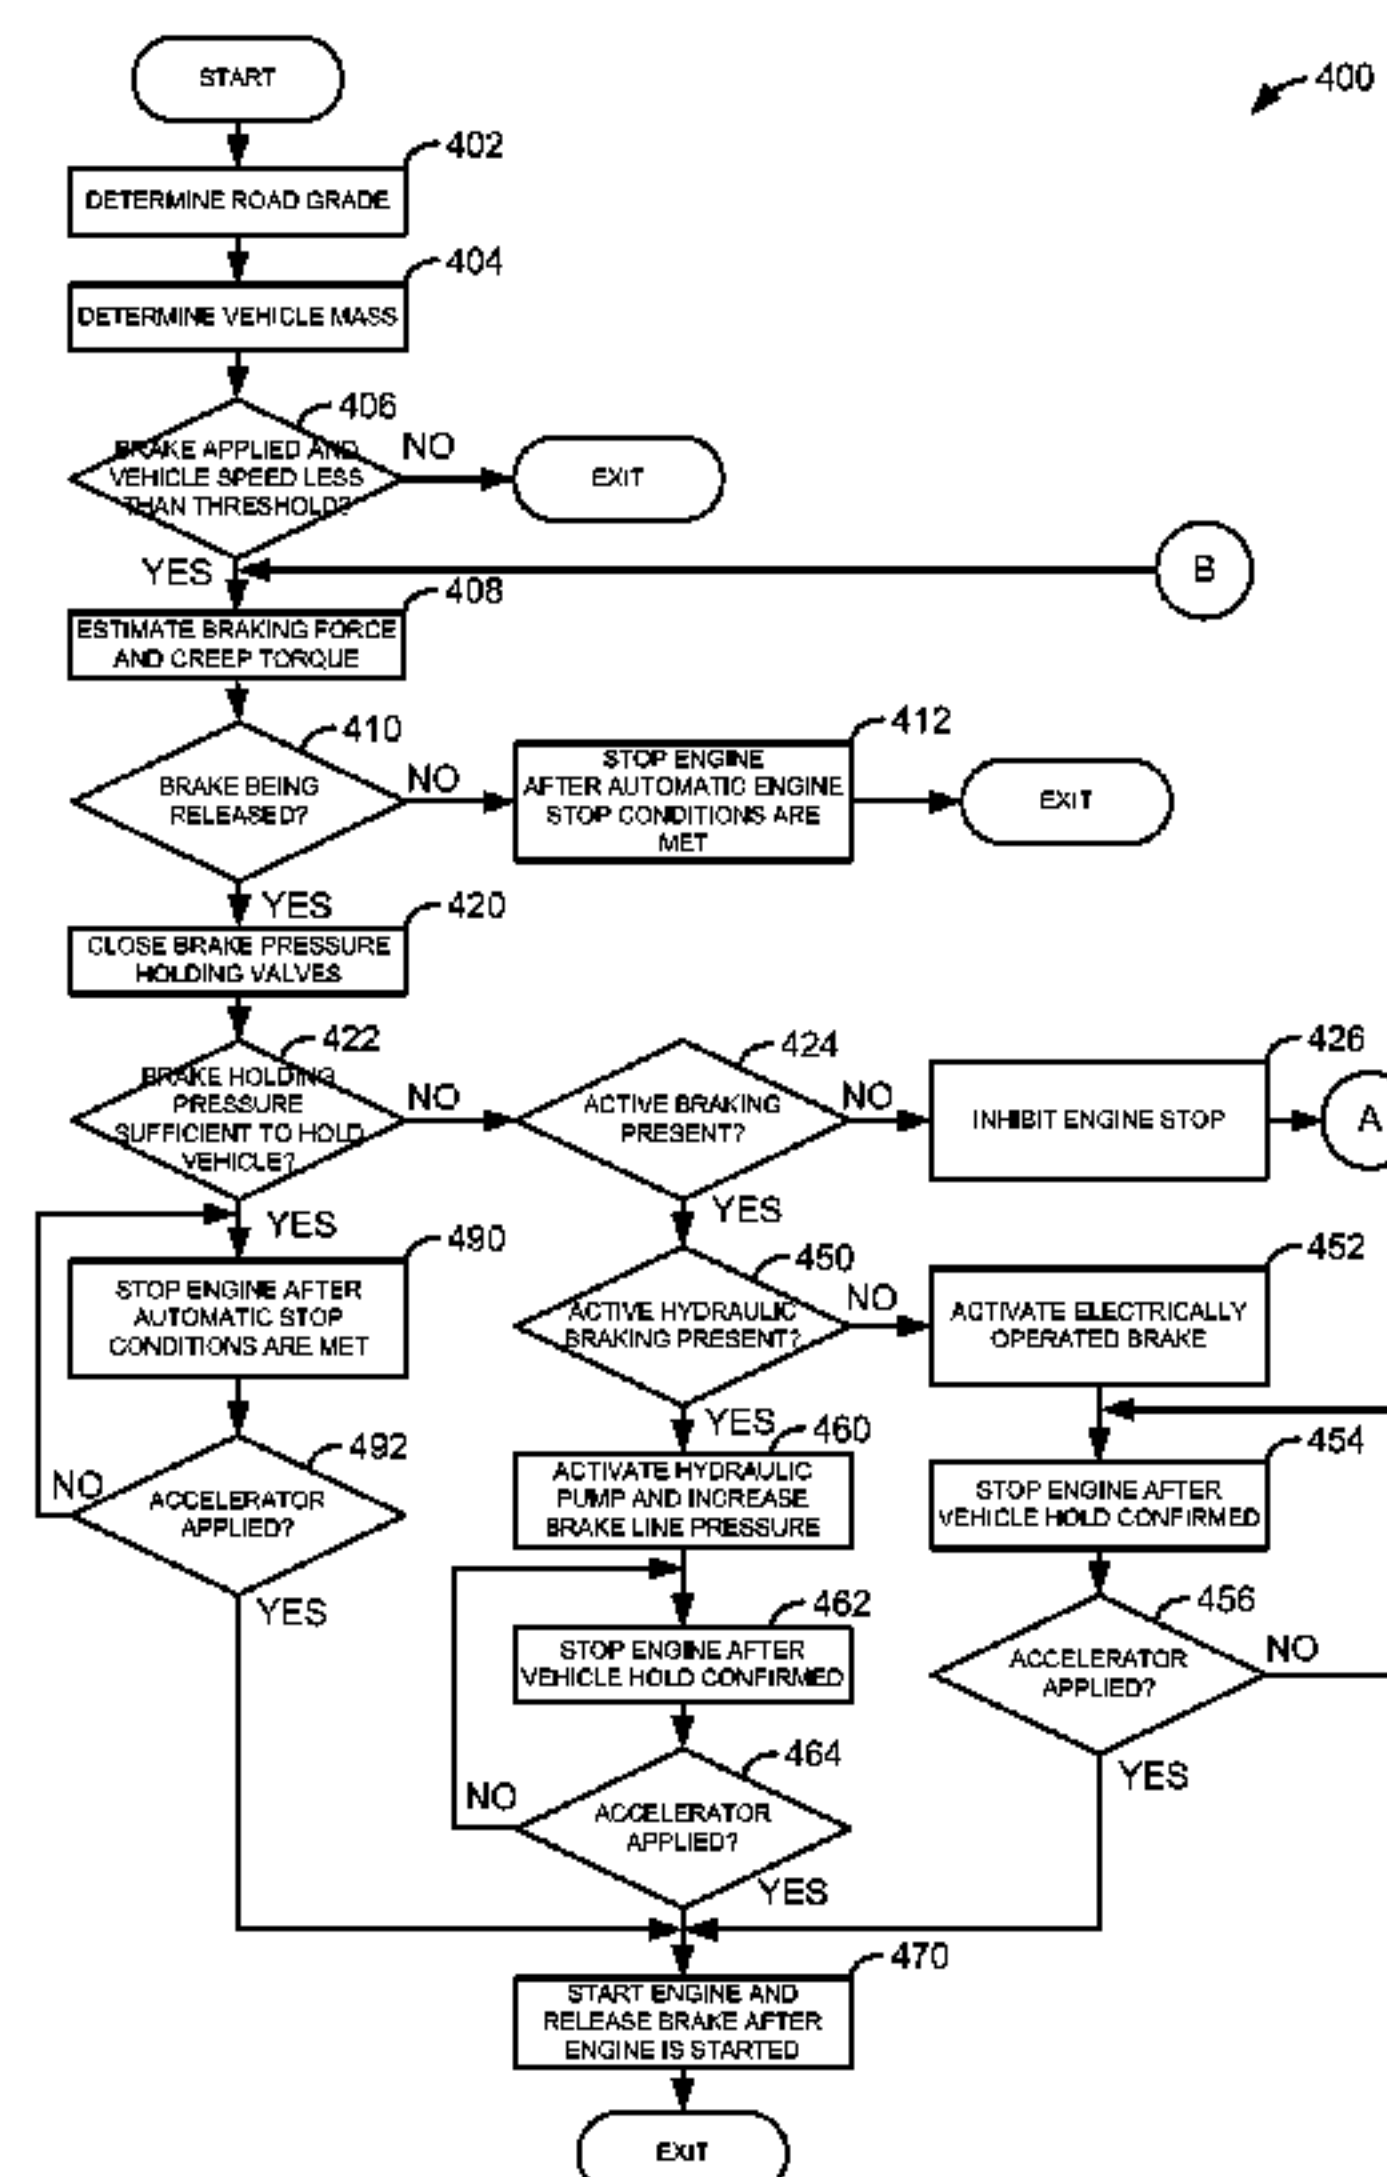 START
400
402
DETERMINE ROAD GRADE
404
DETERMINE VEHICLE MASS
406
BRAKE APPLIED AND
VEHICLE SPEED LESS
THAN THRESHOLD?
NO
EXIT
YES
B
408
ESTIMATE BRAKING FORCE
AND CREEP TORQUE
410
BRAKE BEING
RELEASED?
NO
412
STOP ENGINE
AFTER AUTOMATIC ENGINE
STOP CONDITIONS ARE
MET
EXIT
YES
420
CLOSE BRAKE PRESSURE
HOLDING VALVES
422
BRAKE HOLDING
PRESSURE
SUFFICIENT TO HOLD
VEHICLE?
NO
424
ACTIVE BRAKING
PRESENT?
NO
426
INHIBIT ENGINE STOP
A
YES
YES
490
STOP ENGINE AFTER
AUTOMATIC STOP
CONDITIONS ARE MET
450
ACTIVE HYDRAULIC
BRAKING PRESENT?
NO
452
ACTIVATE ELECTRICALLY
OPERATED BRAKE
YES
492
ACCELERATOR
APPLIED?
NO
YES
460
ACTIVATE HYDRAULIC
PUMP AND INCREASE
BRAKE LINE PRESSURE
454
STOP ENGINE AFTER
VEHICLE HOLD CONFIRMED
462
STOP ENGINE AFTER
VEHICLE HOLD CONFIRMED
456
ACCELERATOR
APPLIED?
NO
YES
464
ACCELERATOR
APPLIED?
NO
YES
470
START ENGINE AND
RELEASE BRAKE AFTER
ENGINE IS STARTED
EXIT